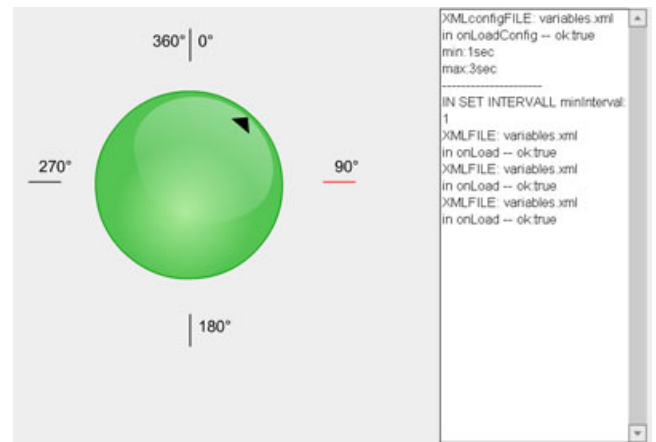 360° 0°
270°
90°
180°
XMLconfigFILE: variables.xml
in onLoadConfig -- ok:true
min:1sec
max:3sec
----------------------
IN SET INTERVALL minInterval:
1
XMLFILE: variables.xml
in onLoad -- ok:true
XMLFILE: variables.xml
in onLoad -- ok:true
XMLFILE: variables.xml
in onLoad -- ok:true